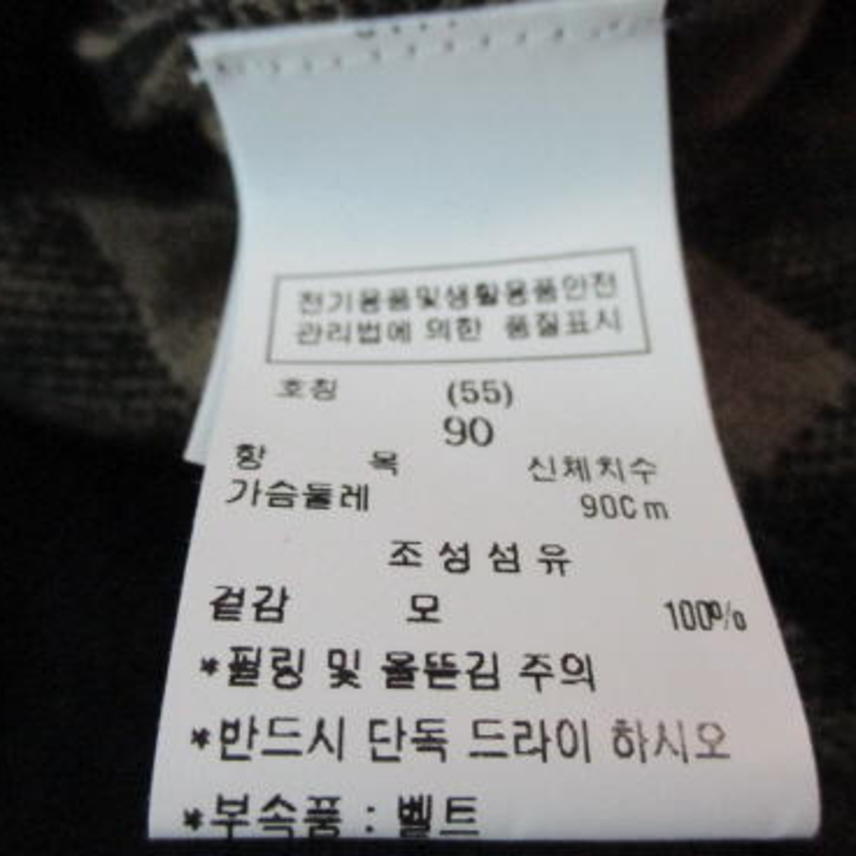 전기용품및생활용품안전
관리법에 의한 품질표시
호칭 (55)
90
항 목 신체치수
가슴둘레 90Cm
조성섬유
겉감 모 100%
*필링 및 올뜯김 주의
*반드시 단독 드라이 하시오
*부속품 : 벨트